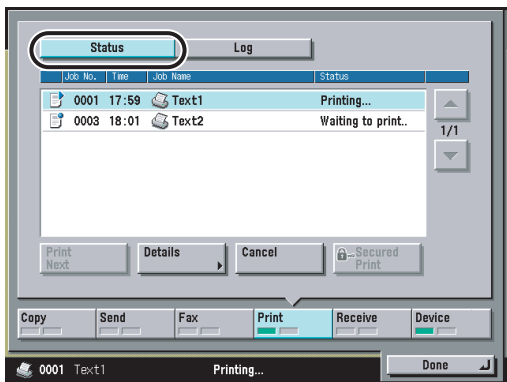 Status Log
Job No. Time Job Name Status
0001 17:59 Text1 Printing...
0003 18:01 Text2 Waiting to print..
1/1
Print Next Details Cancel Secured Print
Copy Send Fax Print Receive Device
0001 Text1 Printing... Done